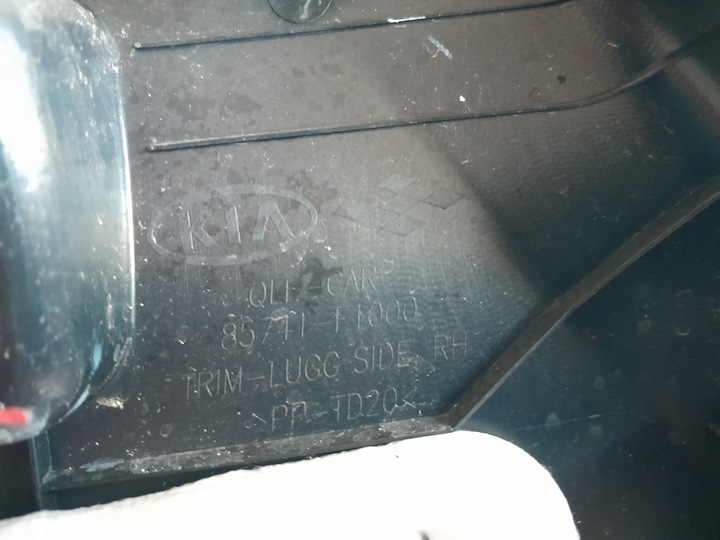 KIA
QLE-CAR
85741 F1000
TRIM-LUGG SIDE, RH
>PP-TD20<